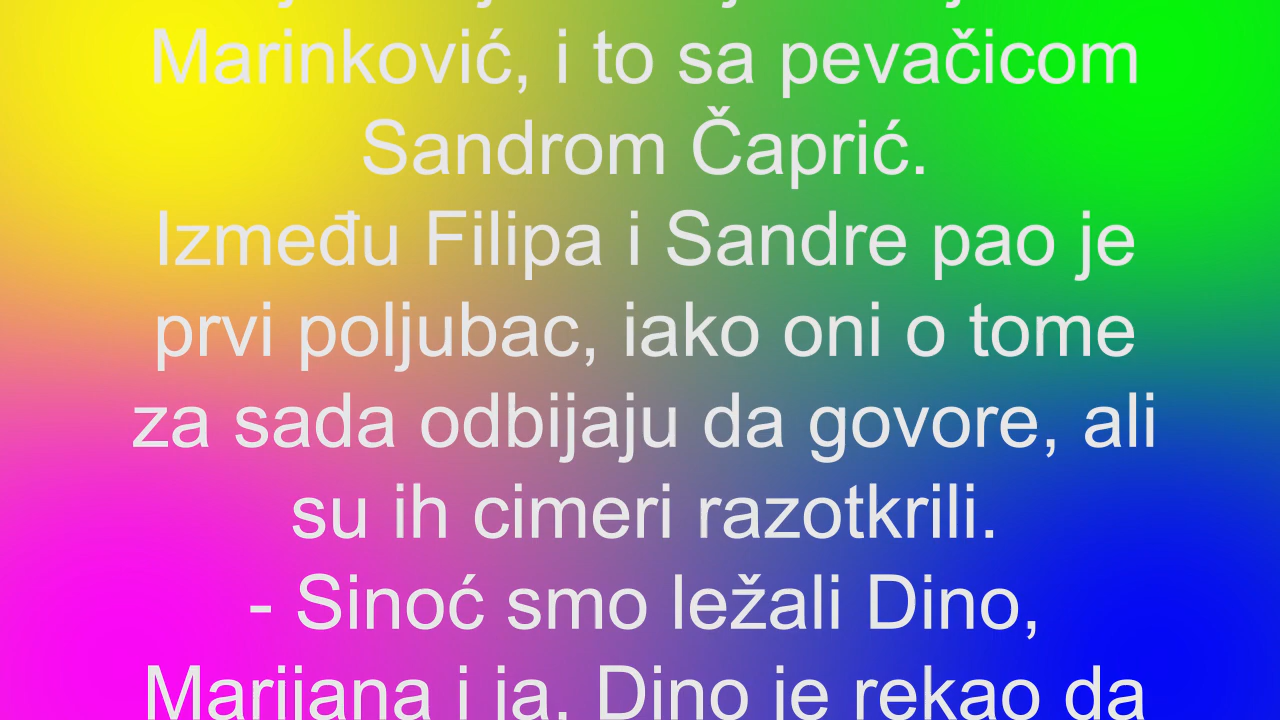 Marinković, i to sa pevačicom
Sandrom Čaprić.
Između Filipa i Sandre pao je
prvi poljubac, iako oni o tome
za sada odbijaju da govore, ali
su ih cimeri razotkrili.
- Sinoć smo ležali Dino,
Marijana i ja. Dino je rekao da